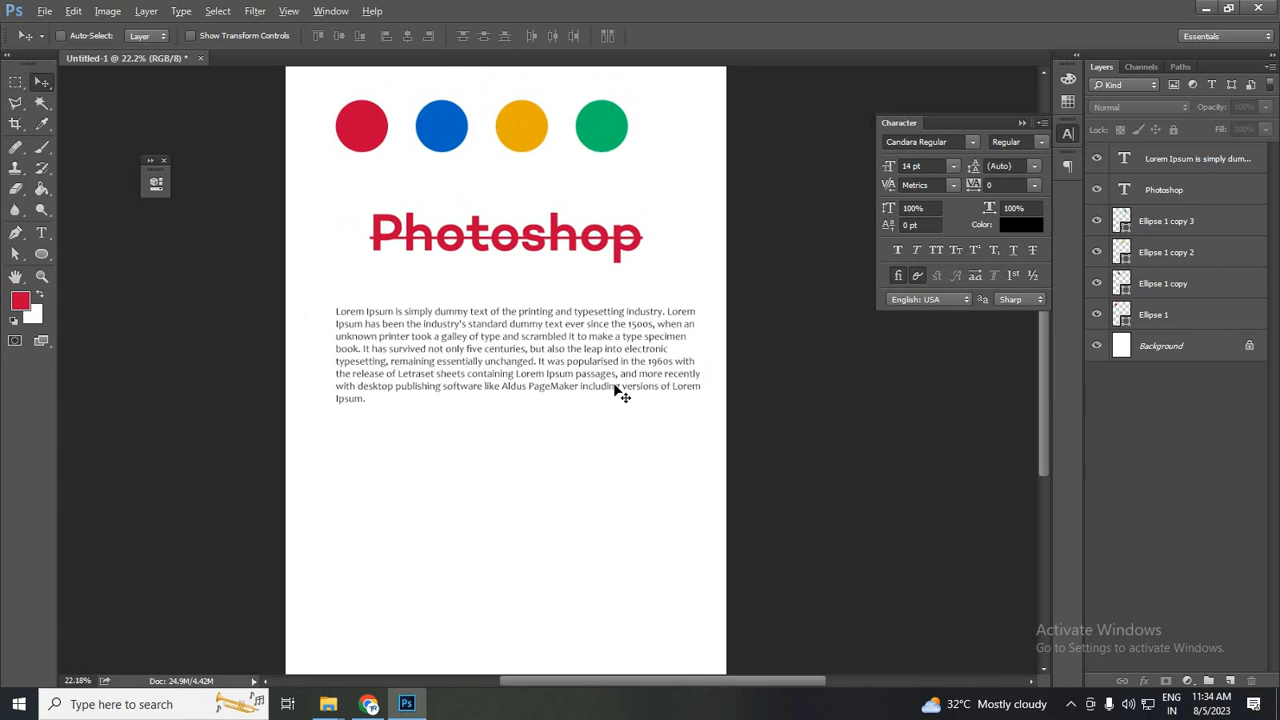 Ps File Edit Image Layer Type Select Filter View Window Help
Auto-Select: Layer Show Transform Controls Essentials
Untitled-1 @ 22.2% (RGB/8) *
Layers Channels Paths
Kind
Normal Opacity:
Lock: Fill:
Character
Candara Regular Regular
14 pt (Auto)
Metrics 0
100% 100%
0 pt Color:
English: USA Sharp
Lorem Ipsum is simply dum...
Photoshop
Ellipse 1 copy 3
Ellipse 1 copy 2
Ellipse 1 copy
Ellipse 1
Background
Photoshop
Lorem Ipsum is simply dummy text of the printing and typesetting industry. Lorem
Ipsum has been the industry's standard dummy text ever since the 1500s, when an
unknown printer took a galley of type and scrambled it to make a type specimen
book. It has survived not only five centuries, but also the leap into electronic
typesetting, remaining essentially unchanged. It was popularised in the 1960s with
the release of Letraset sheets containing Lorem Ipsum passages, and more recently
with desktop publishing software like Aldus PageMaker including versions of Lorem
Ipsum.
Activate Windows
Go to Settings to activate Windows.
22.18% Doc: 24.9M/4.42M
Type here to search
Ps
32°C Mostly cloudy
ENG
IN
11:34 AM
8/5/2023